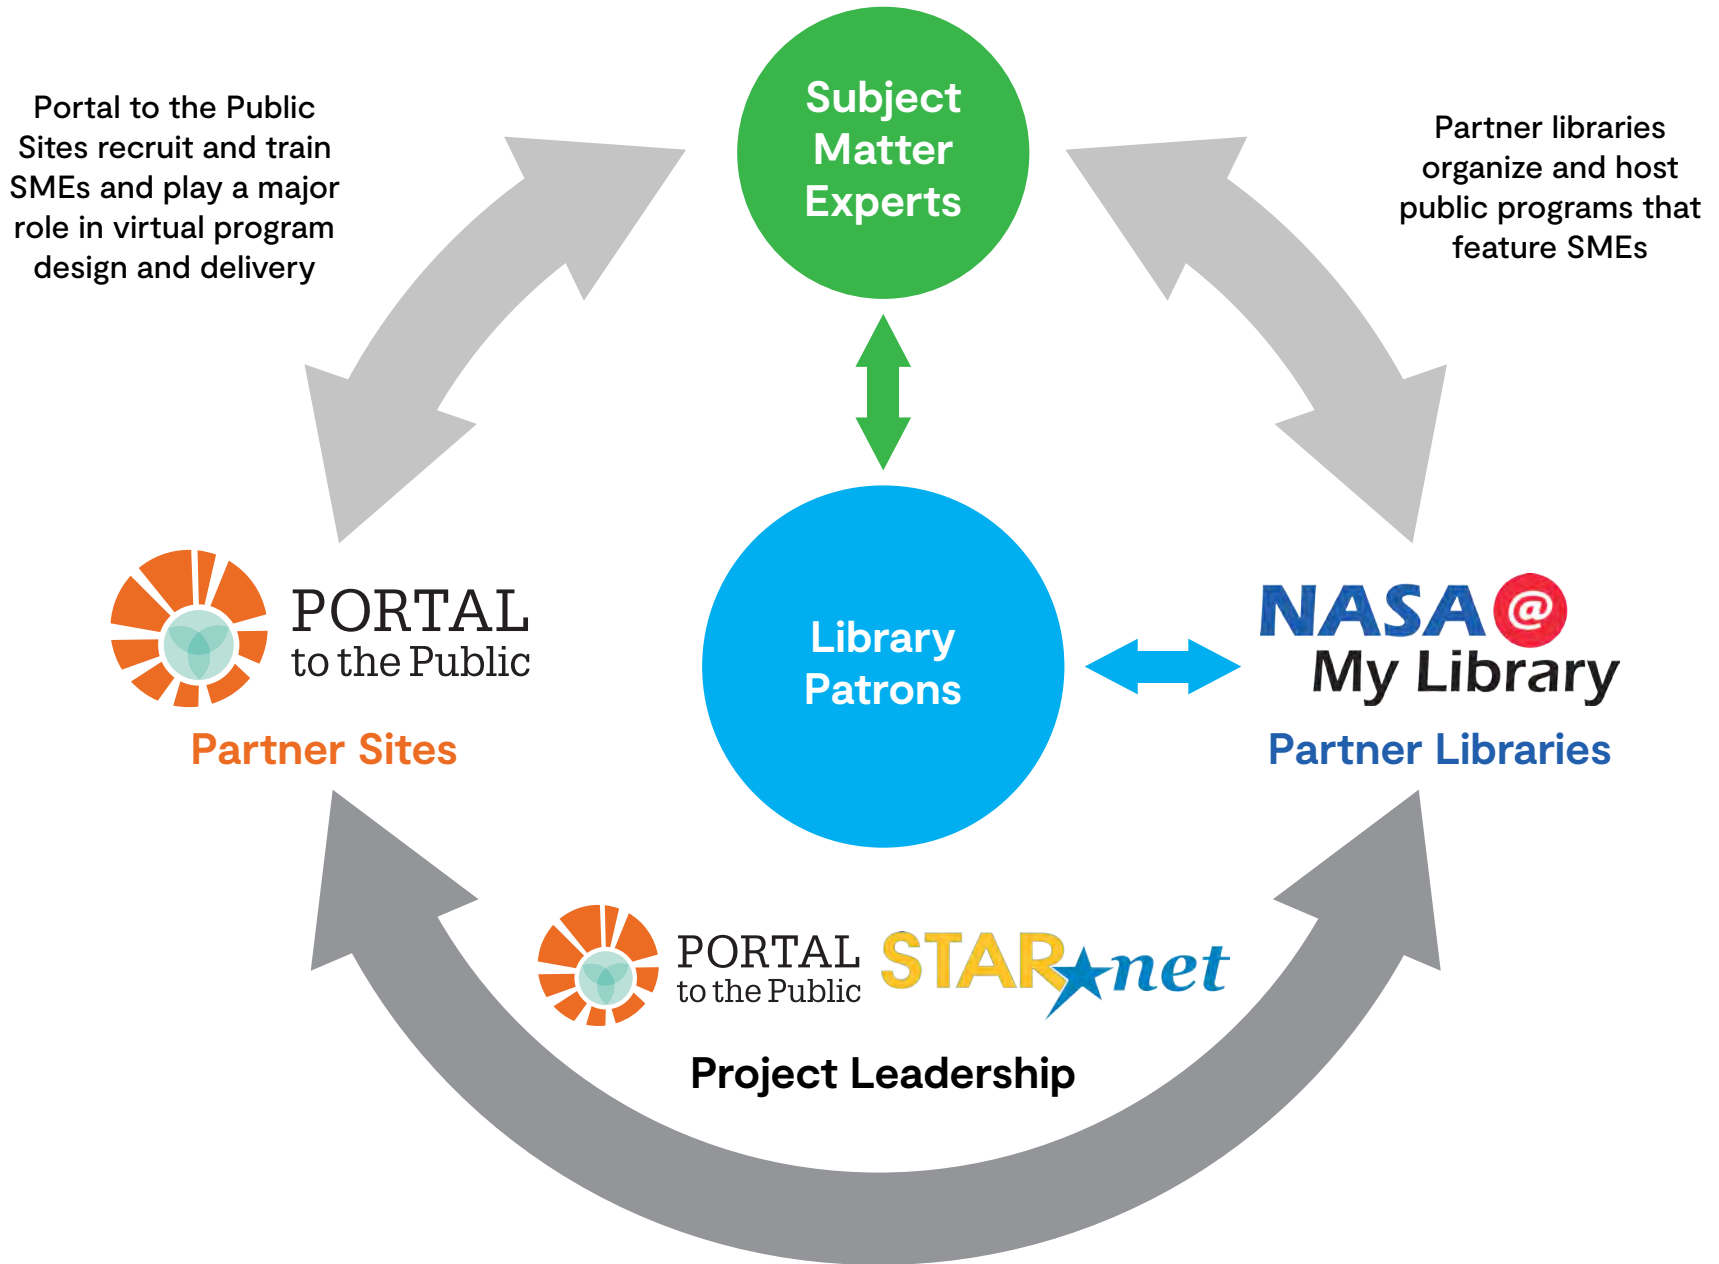 Subject
Matter
Experts
Portal to the Public
Sites recruit and train
SMEs and play a major
role in virtual program
design and delivery
Partner libraries
organize and host
public programs that
feature SMEs
PORTAL
to the Public
Partner Sites
Library
Patrons
NASA@
My Library
Partner Libraries
PORTAL
to the Public
STAR net
Project Leadership